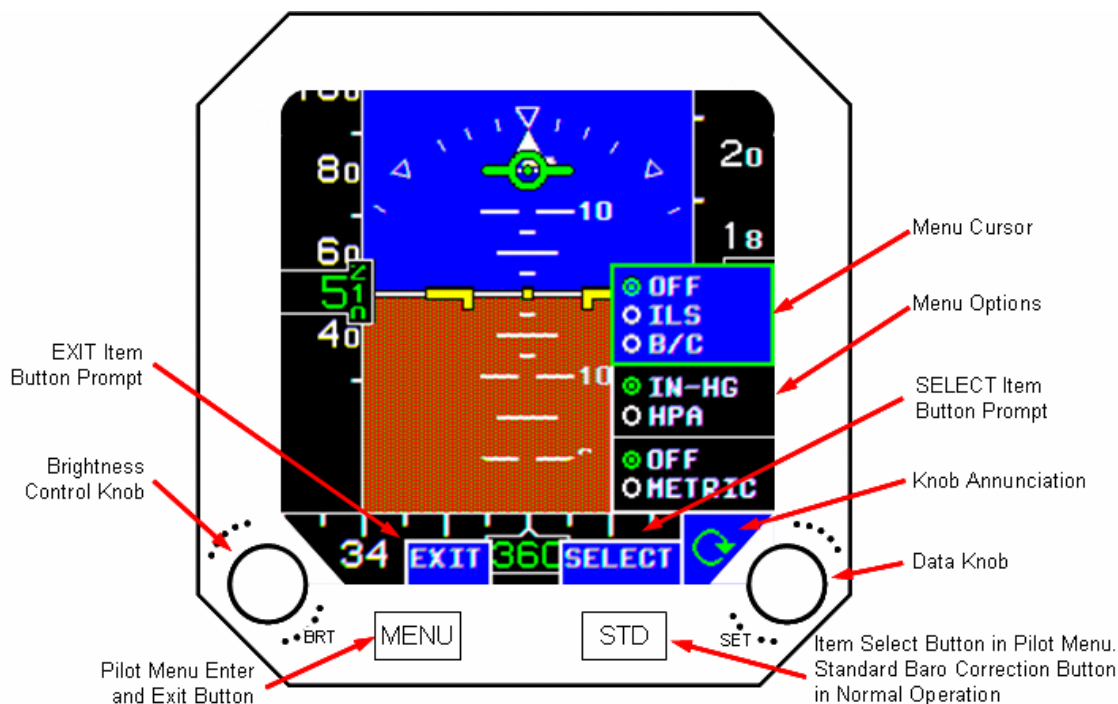 80
60
40
10
10
20
18
OFF
ILS
B/C
IN-HG
HPA
OFF
METRIC
34
EXIT
360
SELECT
BRT
MENU
STD
SET
EXIT Item
Button Prompt
Brightness
Control Knob
Pilot Menu Enter
and Exit Button
Menu Cursor
Menu Options
SELECT Item
Button Prompt
Knob Annunciation
Data Knob
Item Select Button in Pilot Menu.
Standard Baro Correction Button
in Normal Operation